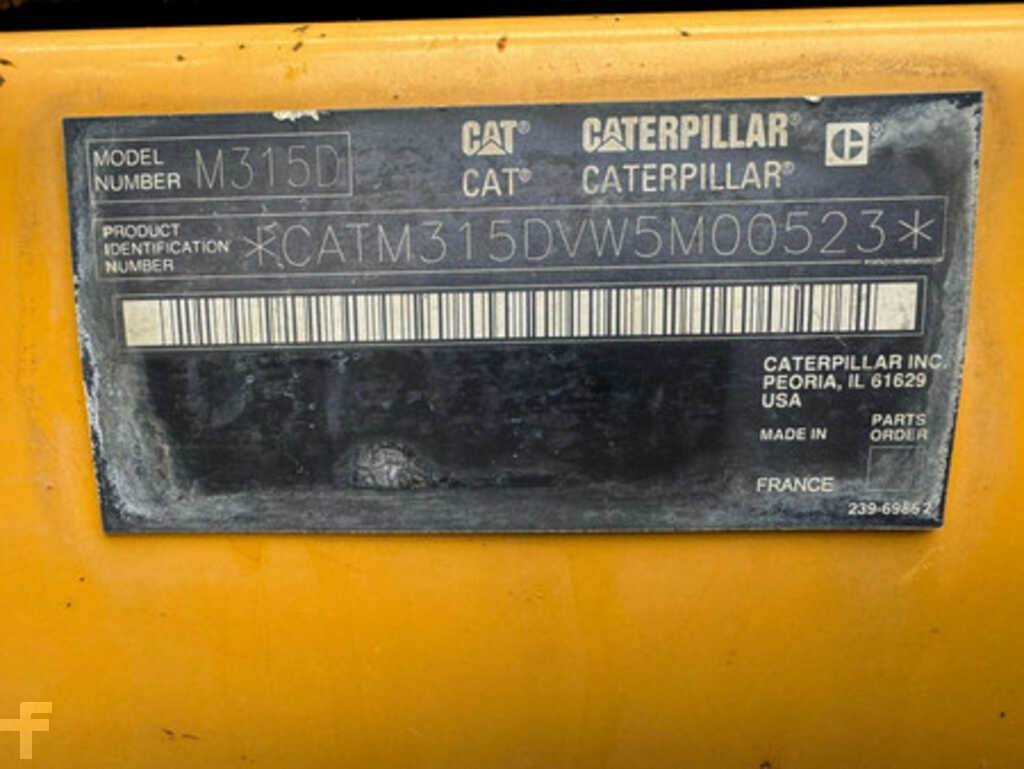 MODEL NUMBER M315D
CAT® CATERPILLAR® C®
CAT® CATERPILLAR®
PRODUCT IDENTIFICATION NUMBER *CATM315DVW5M00523*
CATERPILLAR INC.
PEORIA, IL 61629
USA
MADE IN
PARTS ORDER
FRANCE
239-6986 2
f